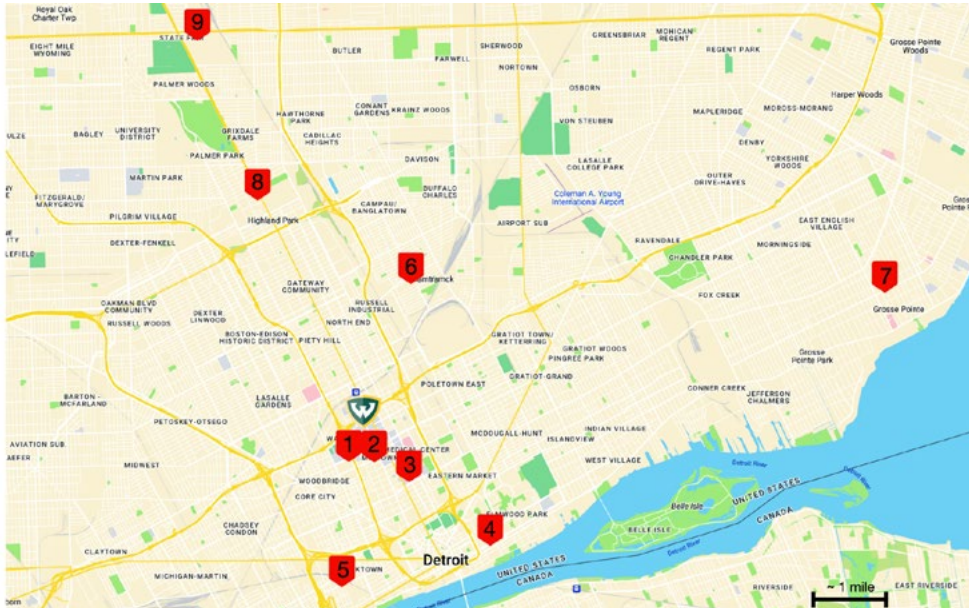 Royal Oak
Charter Twp
9
STATE FAIR
EIGHT MILE
WYOMING
BUTLER
FARWELL
SHERWOOD
NORTOWN
GREENSBRIAR
MOHICAN
REGENT
REGENT PARK
Grosse Pointe
Woods
PALMER WOODS
OSBORN
Harper Woods
HAWTHORNE
PARK
CONANT
GARDENS
KRAINZ WOODS
VON STEUBEN
MAPLERIDGE
MOROSS-MORANG
BAGLEY
UNIVERSITY
DISTRICT
GRIXDALE
FARMS
CADILLAC
HEIGHTS
DENBY
PALMER PARK
DAVISON
LASALLE
COLLEGE PARK
YORKSHIRE
WOODS
MARTIN PARK
8
BUFFALO
CHARLES
OUTER
DRIVE-HAYES
FITZGERALD/
MARYGROVE
PILGRIM VILLAGE
Highland Park
CAMPAU/
BANGLATOWN
Coleman A. Young
International Airport
AIRPORT SUB
EAST ENGLISH
VILLAGE
DEXTER-FENKELL
RAVENDALE
MORNINGSIDE
CHANDLER PARK
6
7
GATEWAY
COMMUNITY
RUSSELL
INDUSTRIAL
FOX CREEK
Grosse Pointe
OAKMAN BLVD
COMMUNITY
RUSSELL WOODS
DEXTER
LINWOOD
NORTH END
BOSTON-EDISON
HISTORIC DISTRICT
PIETY HILL
GRATIOT TOWN/
KETTERRING
GRATIOT WOODS
PINGREE PARK
Grosse
Pointe Park
GRATIOT-GRAND
POLETOWN EAST
CONNER CREEK
JEFFERSON
CHALMERS
BARTON -
MCFARLAND
LASALLE
GARDENS
W
PETOSKEY-OTSEGO
1
2
3
MCDOUGALL-HUNT
INDIAN VILLAGE
ISLANDVIEW
AVIATION SUB
MIDWEST
EASTERN MARKET
WEST VILLAGE
WOODBRIDGE
CORE CITY
Detroit River
Detroit River
UNITED STATES
CANADA
Belle Isle
BELLE ISLE
4
ELMWOOD PARK
CHADSEY
CONDON
CLAYTOWN
Detroit
Detroit River
UNITED STATES
CANADA
5
MICHIGAN-MARTIN
~ 1 mile
RIVERSIDE
EAST RIVERSIDE